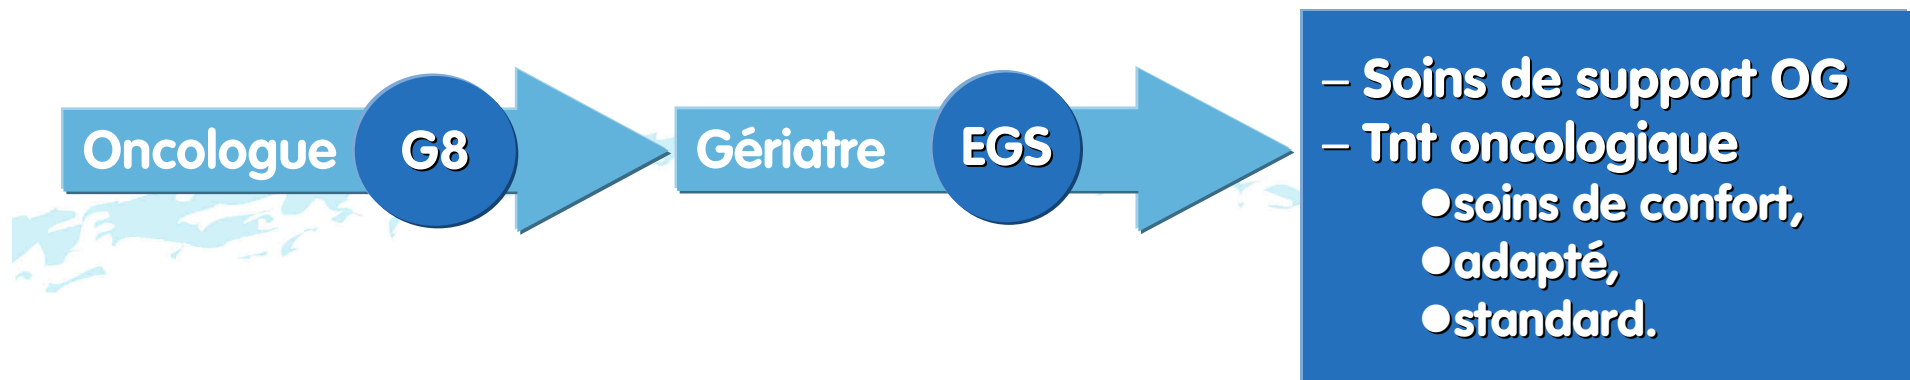 Oncologue G8 Gériatre EGS
– Soins de support OG
– Tnt oncologique
●soins de confort,
●adapté,
●standard.